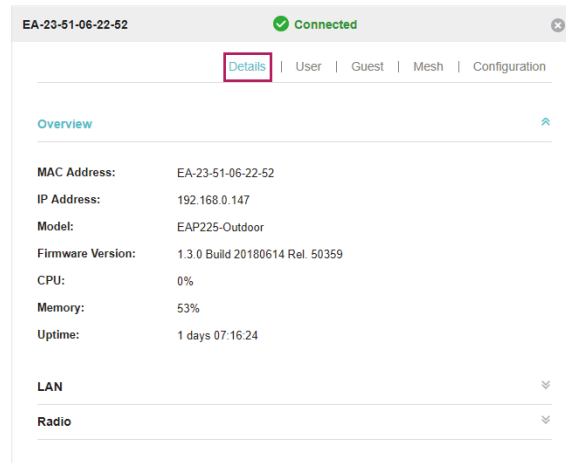 EA-23-51-06-22-52 Connected
Details | User | Guest | Mesh | Configuration
Overview
MAC Address: EA-23-51-06-22-52
IP Address: 192.168.0.147
Model: EAP225-Outdoor
Firmware Version: 1.3.0 Build 20180614 Rel. 50359
CPU: 0%
Memory: 53%
Uptime: 1 days 07:16:24
LAN
Radio